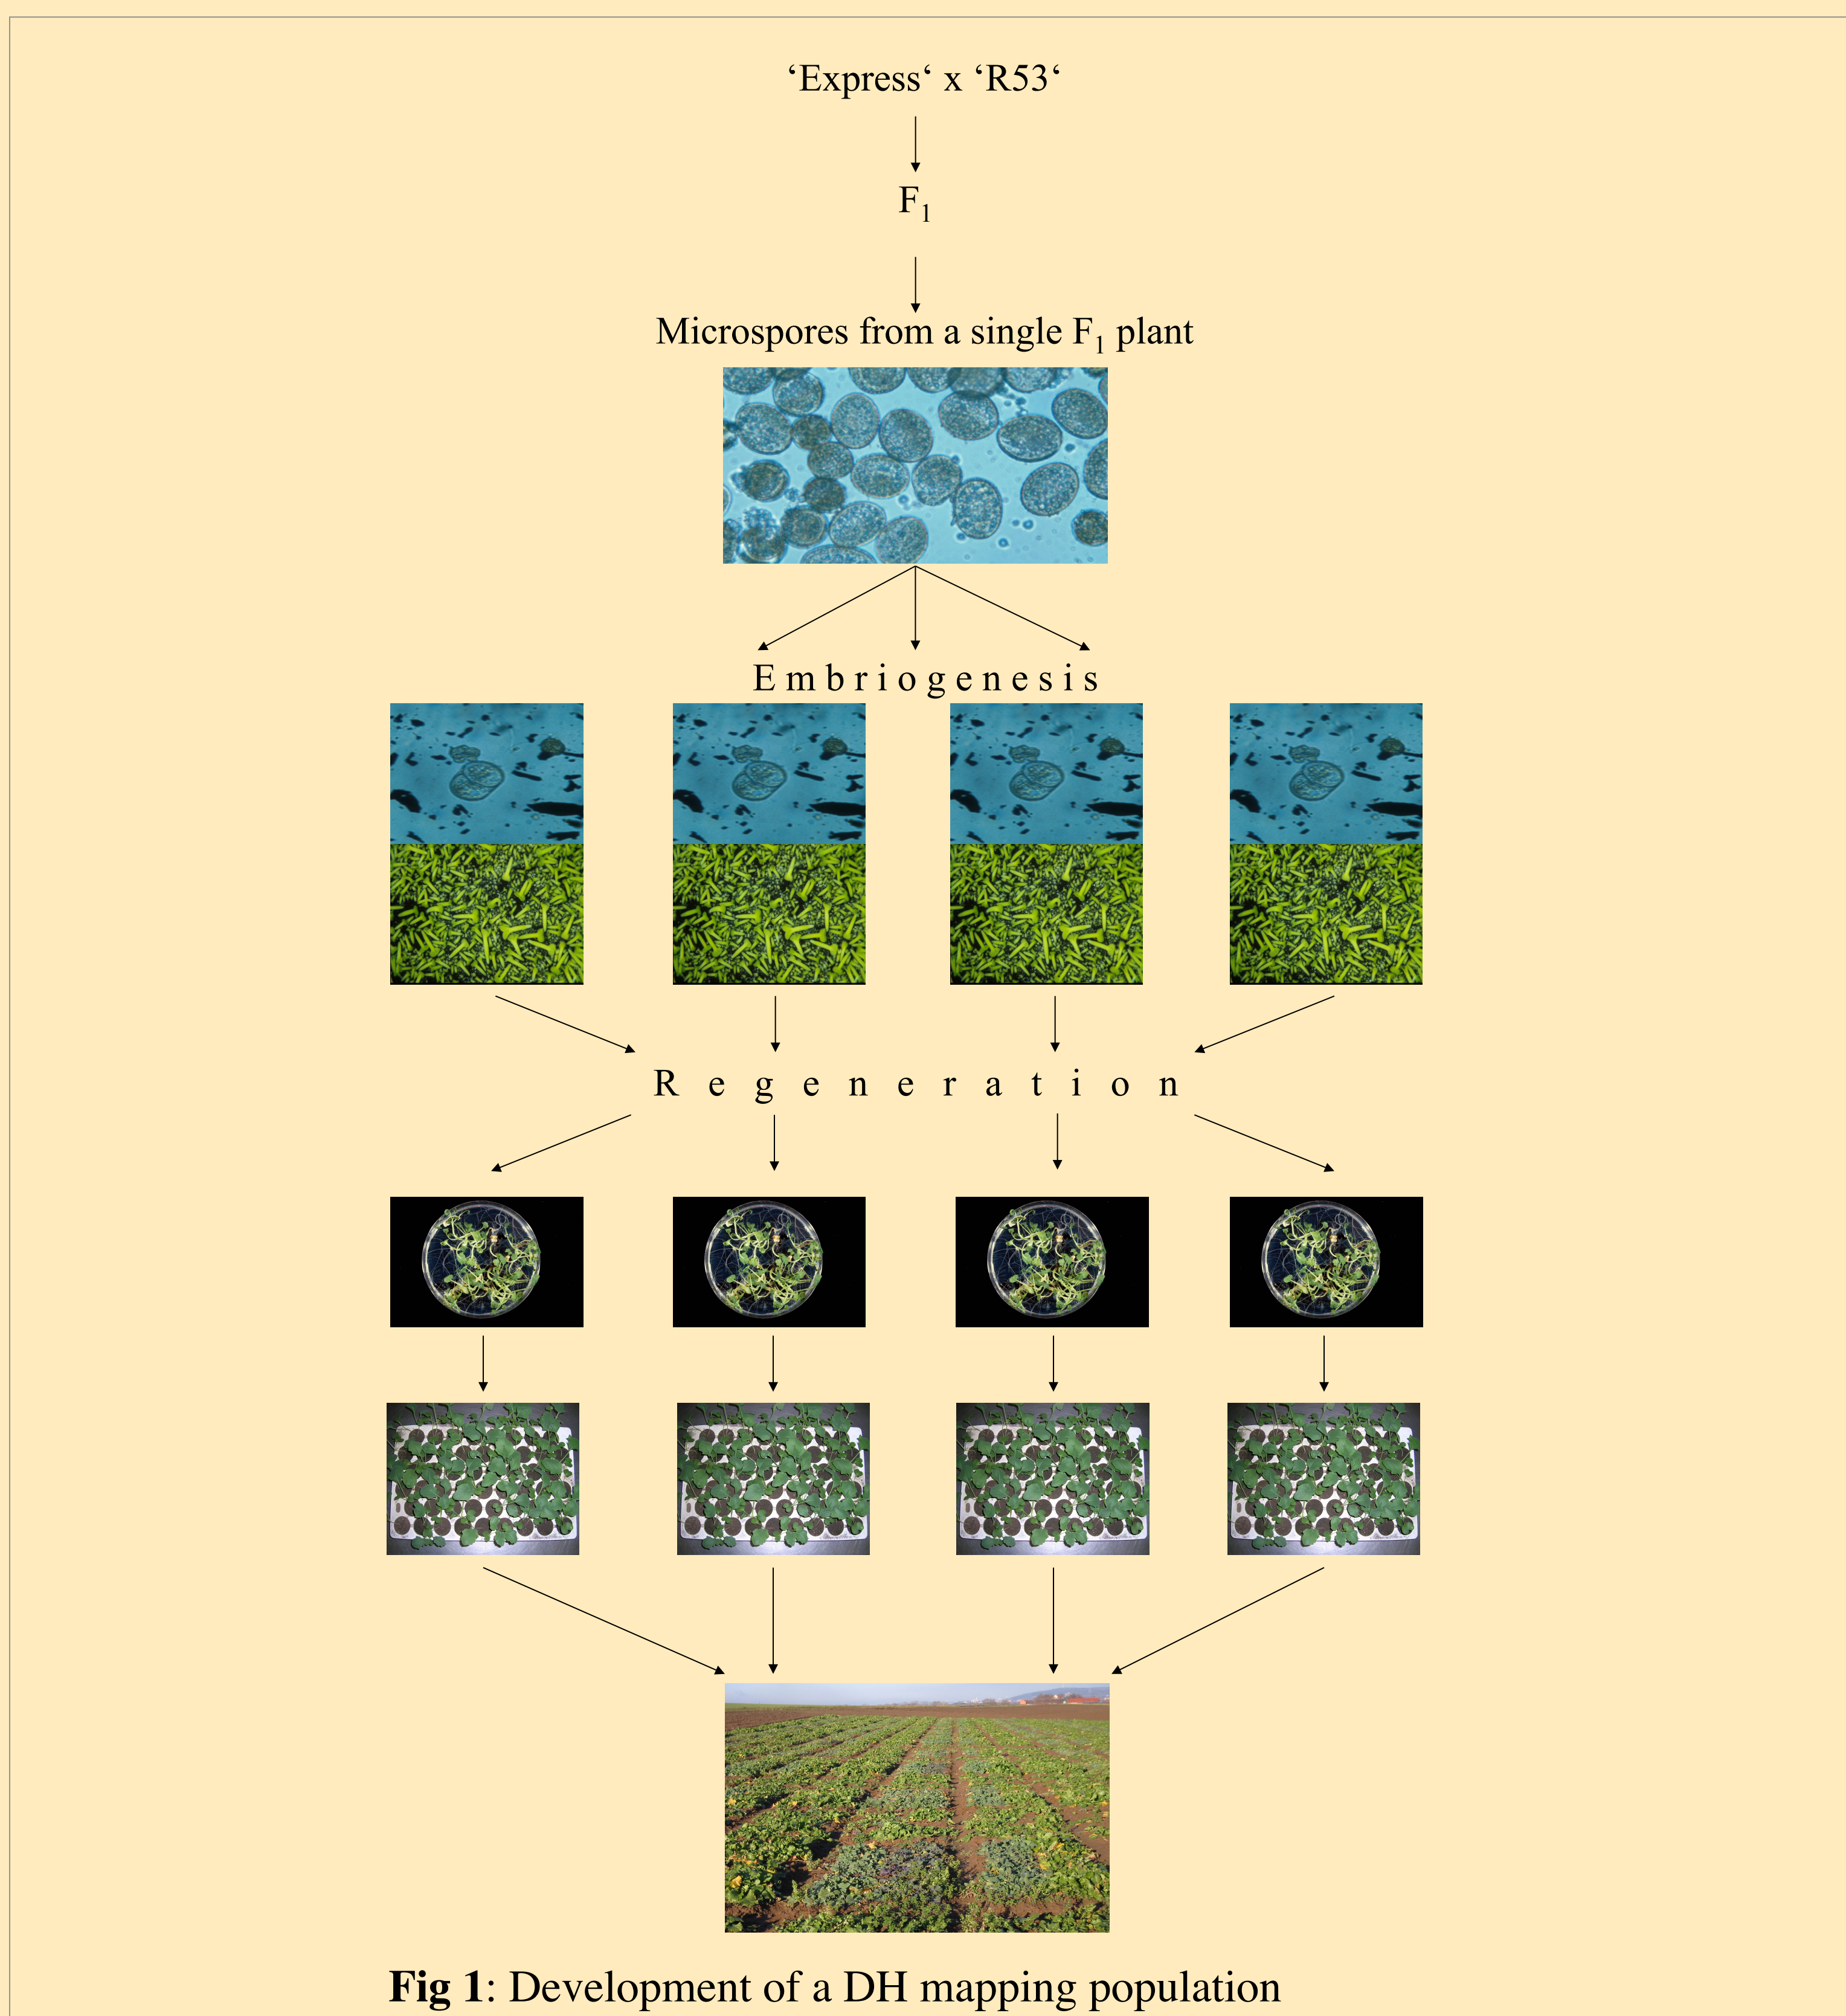 ‘Express‘ x ‘R53‘
F₁
Microspores from a single F₁ plant
Embriogenesis
Regeneration
Fig 1: Development of a DH mapping population